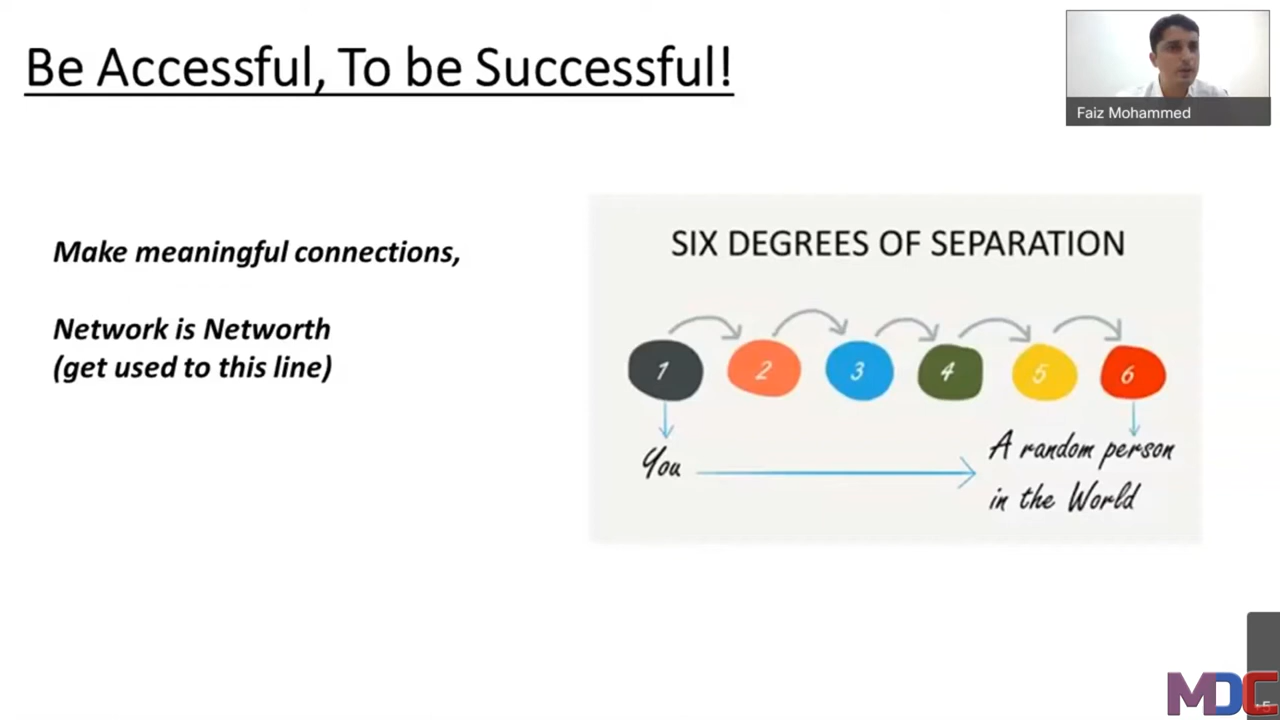 Be Accessful, To be Successful!
Faiz Mohammed
Make meaningful connections,
Network is Networth
(get used to this line)
SIX DEGREES OF SEPARATION
1 2 3 4 5 6
You
A random person
in the World
MDC
15